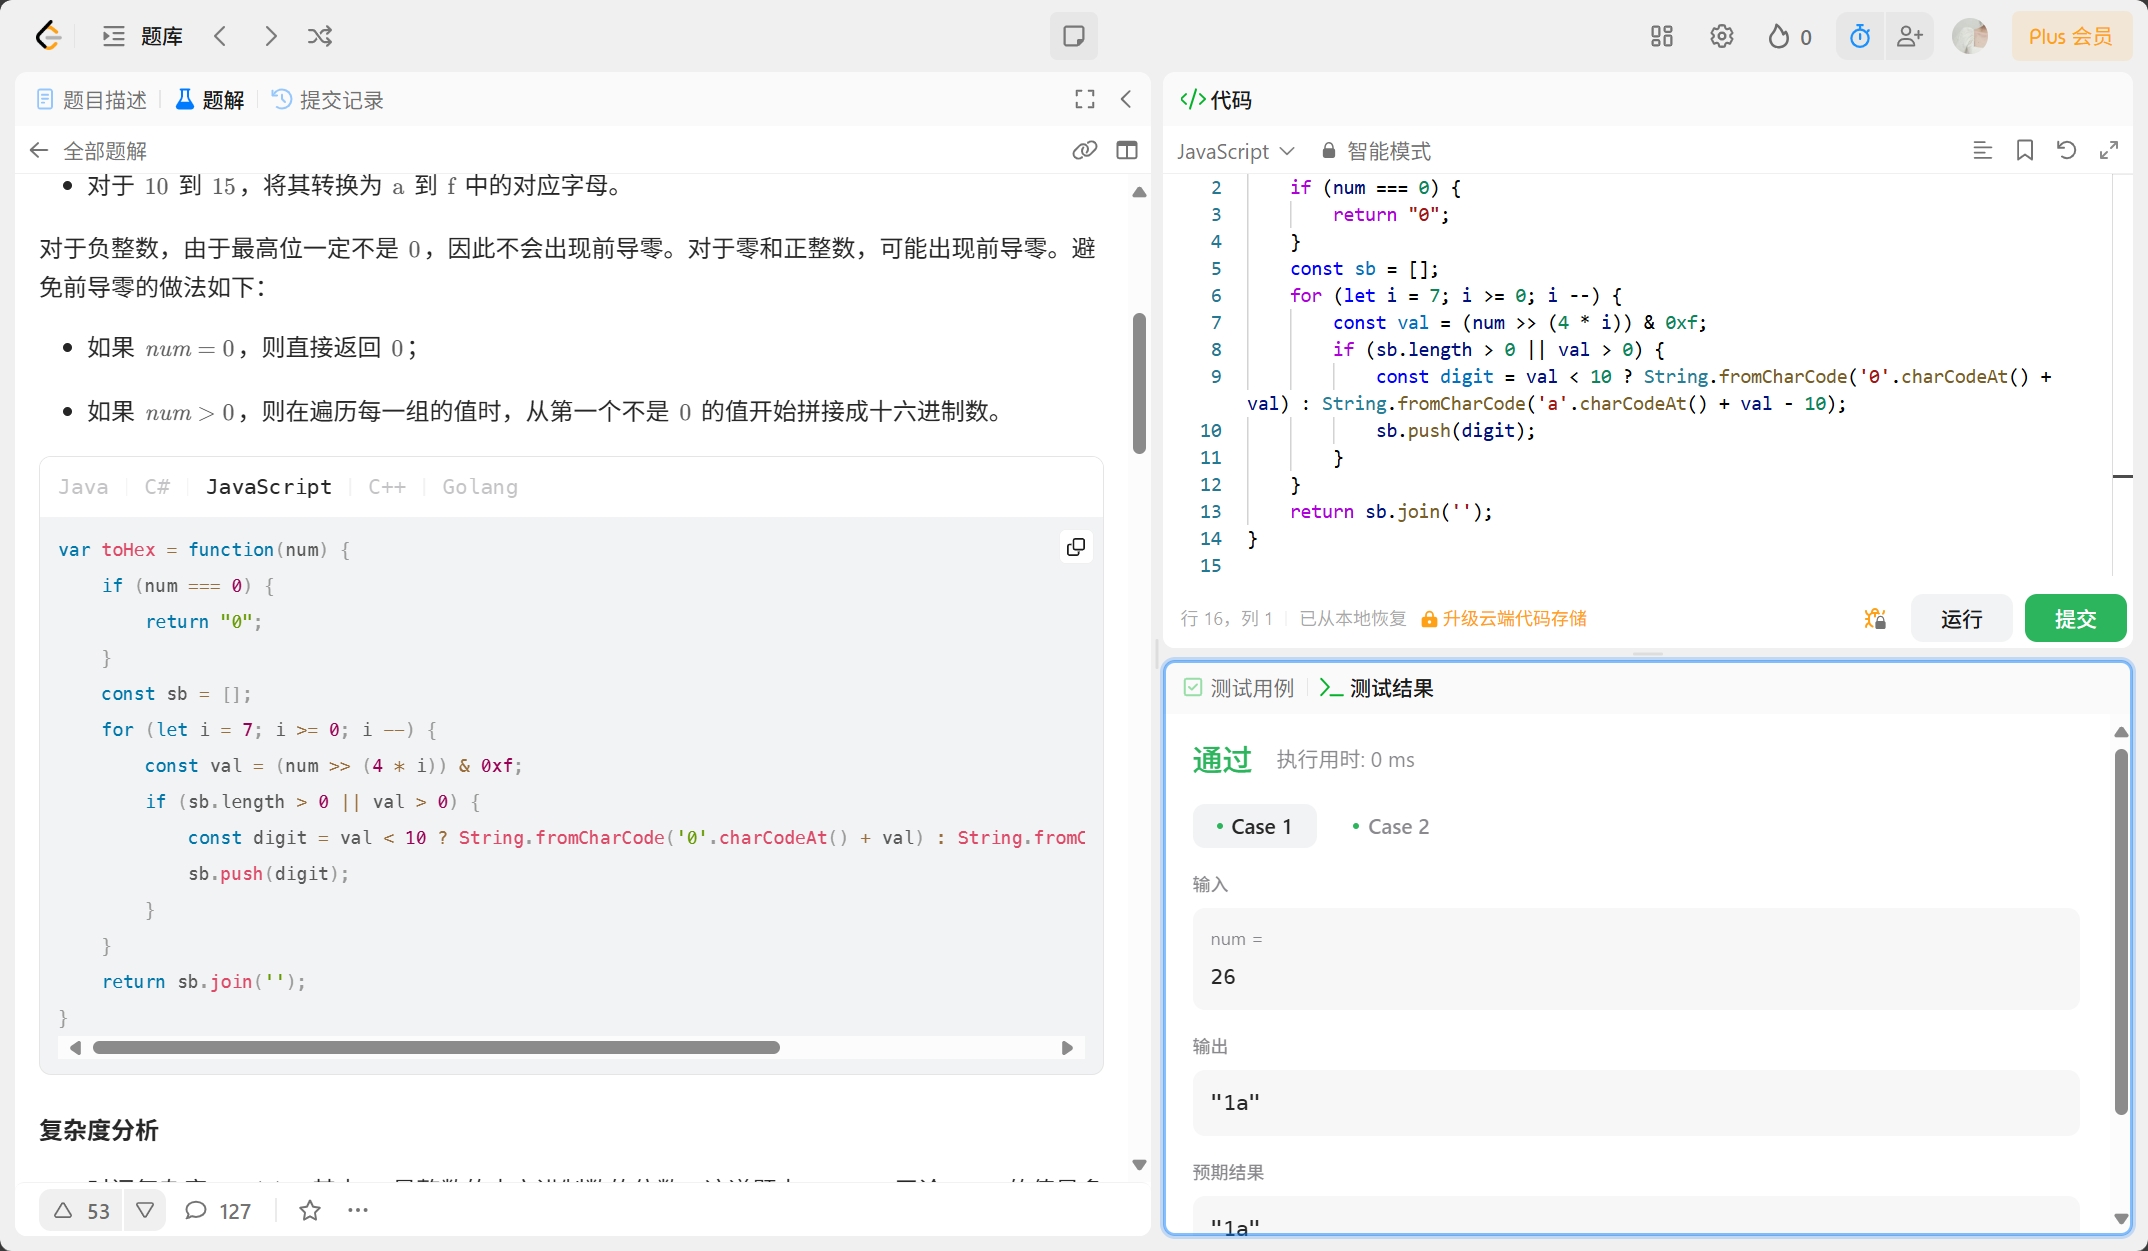 题库
0
Plus 会员
题目描述
题解
提交记录
全部题解
对于 10 到 15，将其转换为 a 到 f 中的对应字母。
对于负整数，由于最高位一定不是 0，因此不会出现前导零。对于零和正整数，可能出现前导零。避
免前导零的做法如下：
如果 num = 0，则直接返回 0；
如果 num > 0，则在遍历每一组的值时，从第一个不是 0 的值开始拼接成十六进制数。
Java C# JavaScript C++ Golang
var toHex = function(num) {
    if (num === 0) {
        return "0";
    }
    const sb = [];
    for (let i = 7; i >= 0; i --) {
        const val = (num >> (4 * i)) & 0xf;
        if (sb.length > 0 || val > 0) {
            const digit = val < 10 ? String.fromCharCode('0'.charCodeAt() + val) : String.fromC
            sb.push(digit);
        }
    }
    return sb.join('');
}
复杂度分析
53
127
代码
JavaScript
智能模式
2     if (num === 0) {
3         return "0";
4     }
5     const sb = [];
6     for (let i = 7; i >= 0; i --) {
7         const val = (num >> (4 * i)) & 0xf;
8         if (sb.length > 0 || val > 0) {
9             const digit = val < 10 ? String.fromCharCode('0'.charCodeAt() +
val) : String.fromCharCode('a'.charCodeAt() + val - 10);
10             sb.push(digit);
11         }
12     }
13     return sb.join('');
14 }
15
行 16，列 1
已从本地恢复
升级云端代码存储
运行
提交
测试用例
测试结果
通过
执行用时: 0 ms
Case 1
Case 2
输入
num =
26
输出
"1a"
预期结果
"1a"